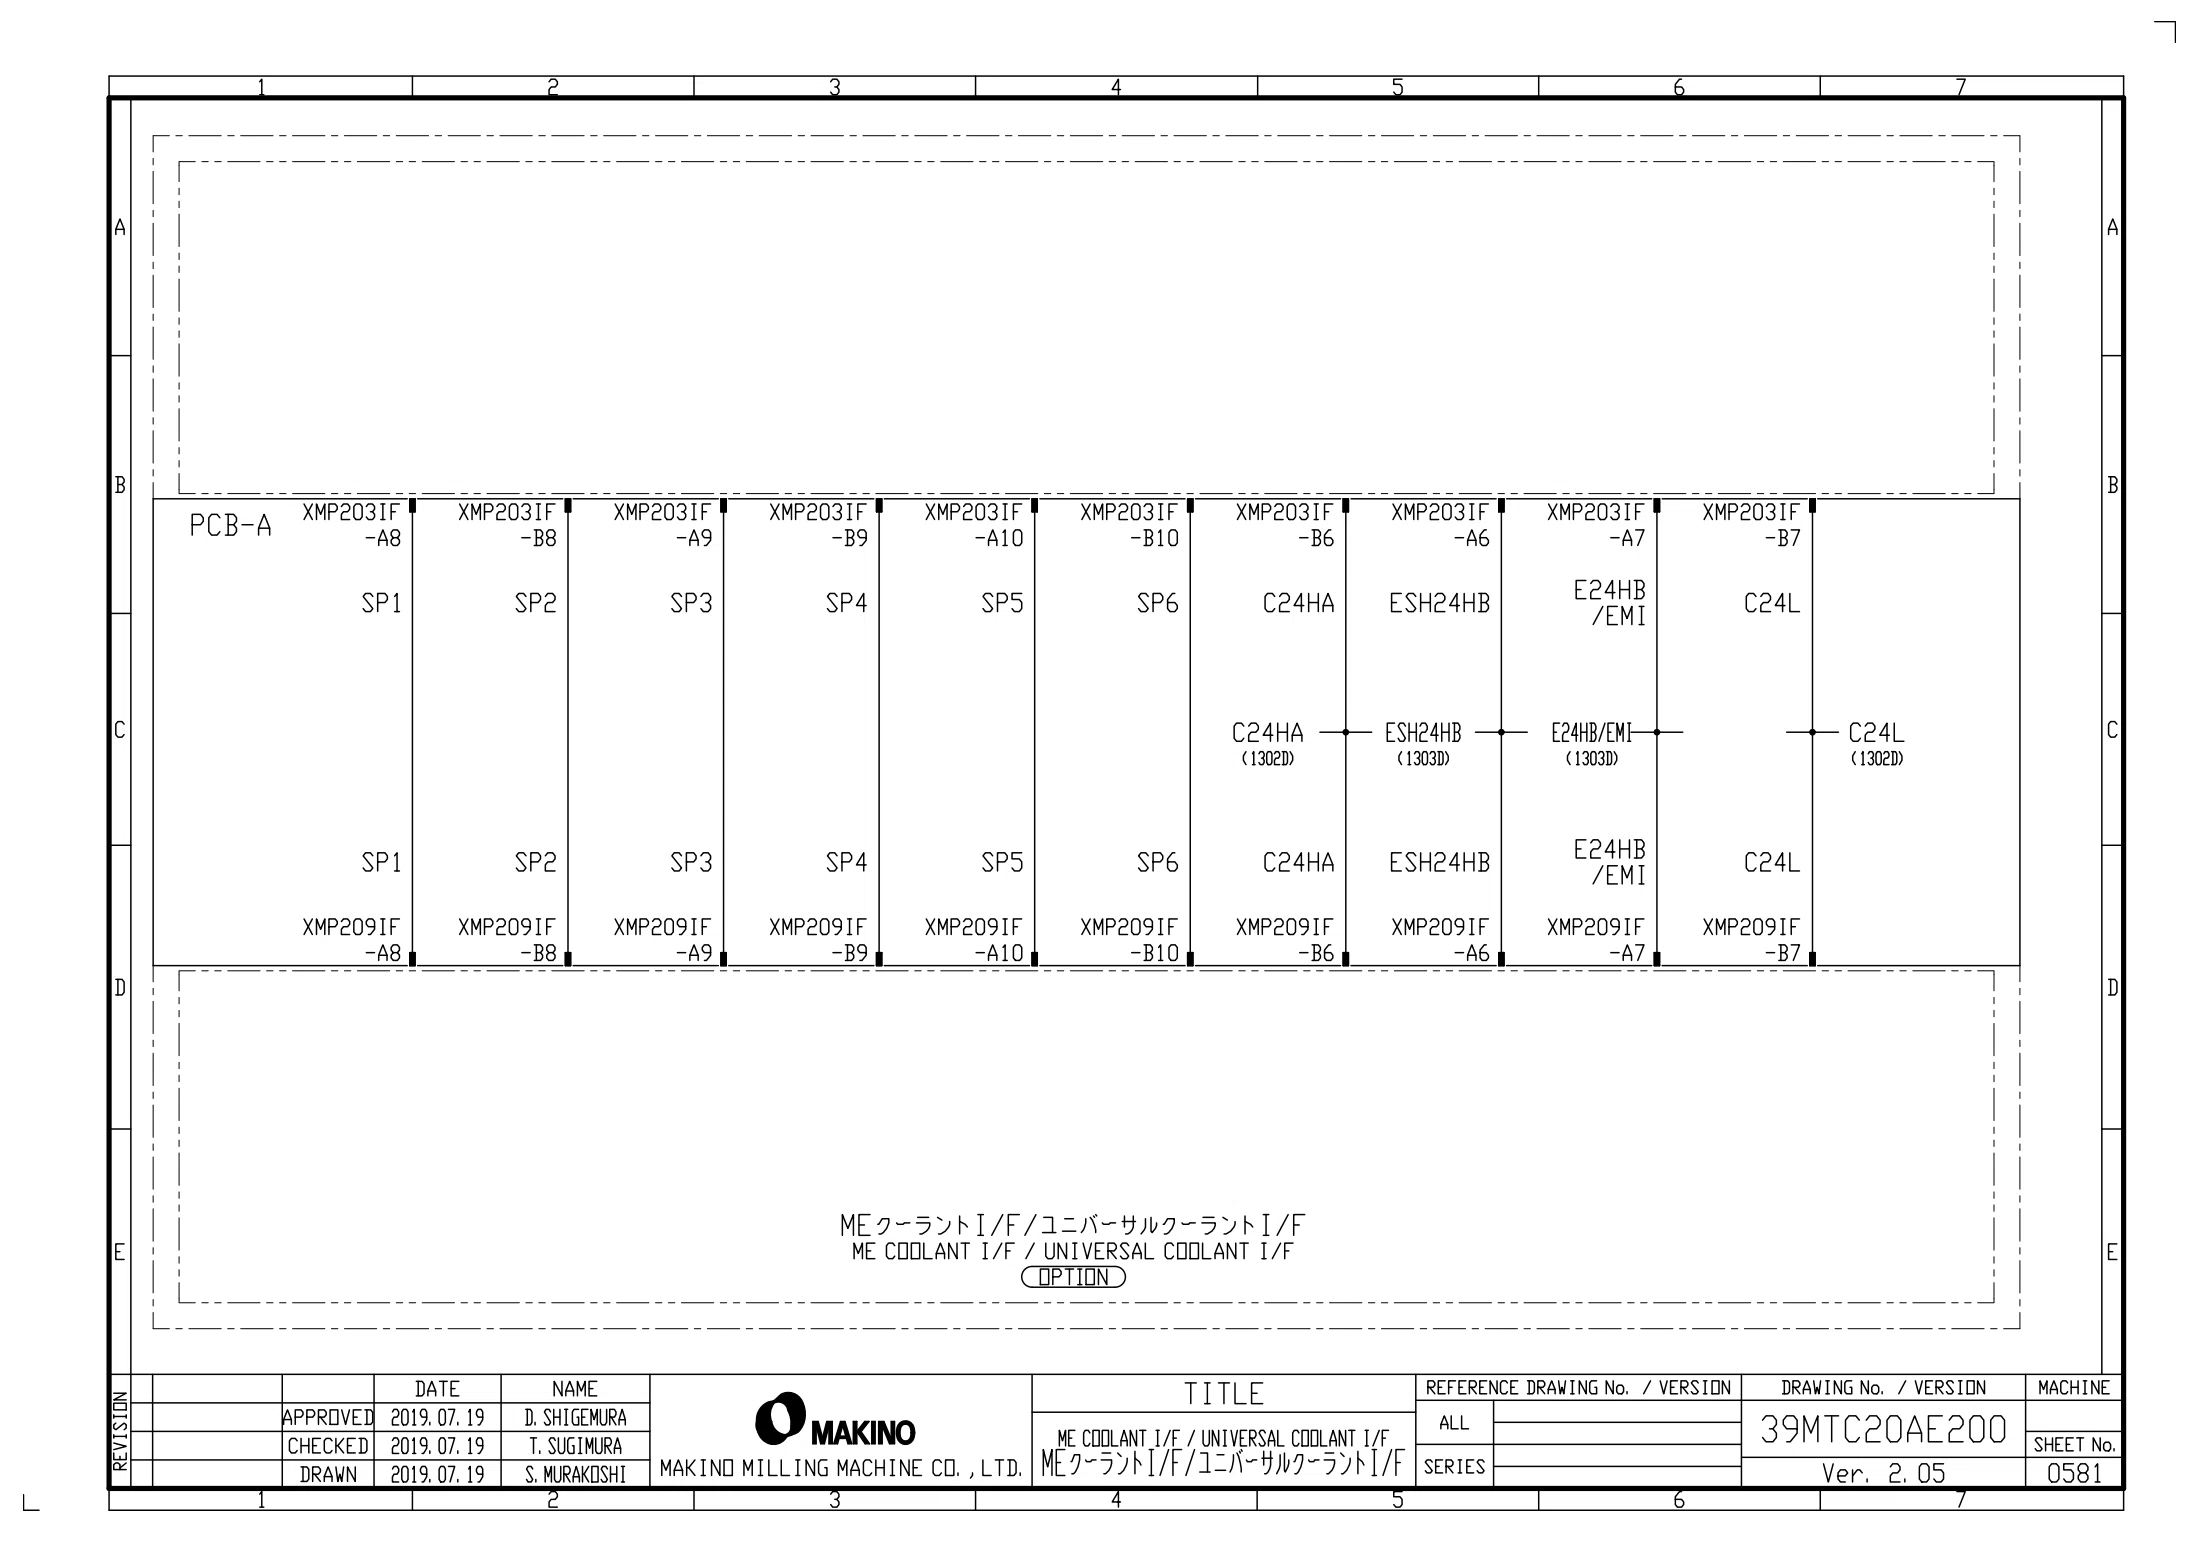 1 2 3 4 5 6 7
A A
B B
XMP203IF XMP203IF XMP203IF XMP203IF XMP203IF XMP203IF XMP203IF XMP203IF XMP203IF XMP203IF
PCB-A
-A8 -B8 -A9 -B9 -A10 -B10 -B6 -A6 -A7 -B7
SP1 SP2 SP3 SP4 SP5 SP6 C24HA ESH24HB E24HB C24L
/EMI
C C24HA ESH24HB E24HB/EMI C24L C
(1302D) (1303D) (1303D) (1302D)
SP1 SP2 SP3 SP4 SP5 SP6 C24HA ESH24HB E24HB C24L
/EMI
XMP209IF XMP209IF XMP209IF XMP209IF XMP209IF XMP209IF XMP209IF XMP209IF XMP209IF XMP209IF
-A8 -B8 -A9 -B9 -A10 -B10 -B6 -A6 -A7 -B7
D D
MEクーラントI/F/ユニバーサルクーラントI/F
E ME COOLANT I/F / UNIVERSAL COOLANT I/F E
OPTION
REVISION
DATE NAME
APPROVED 2019.07.19 D. SHIGEMURA
CHECKED 2019.07.19 T. SUGIMURA
DRAWN 2019.07.19 S. MURAKOSHI
MAKINO
MAKINO MILLING MACHINE CO.,LTD.
TITLE
ME COOLANT I/F / UNIVERSAL COOLANT I/F
MEクーラントI/F/ユニバーサルクーラントI/F
REFERENCE DRAWING No. / VERSION
ALL
SERIES
DRAWING No. / VERSION
39MTC20AE200
Ver. 2.05
MACHINE
SHEET No.
0581
1 2 3 4 5 6 7